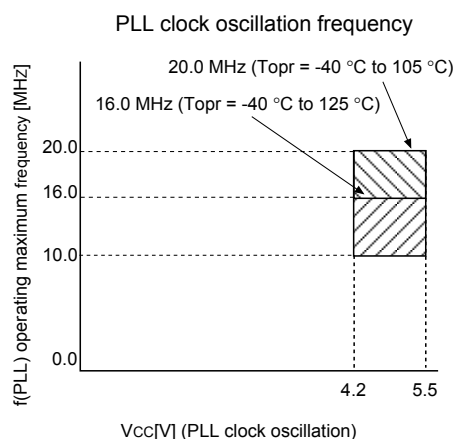 PLL clock oscillation frequency
20.0 MHz (Topr = -40 °C to 105 °C)
16.0 MHz (Topr = -40 °C to 125 °C)
f(PLL) operating maximum frequency [MHz]
20.0
16.0
10.0
0.0
4.2 5.5
VCC[V] (PLL clock oscillation)